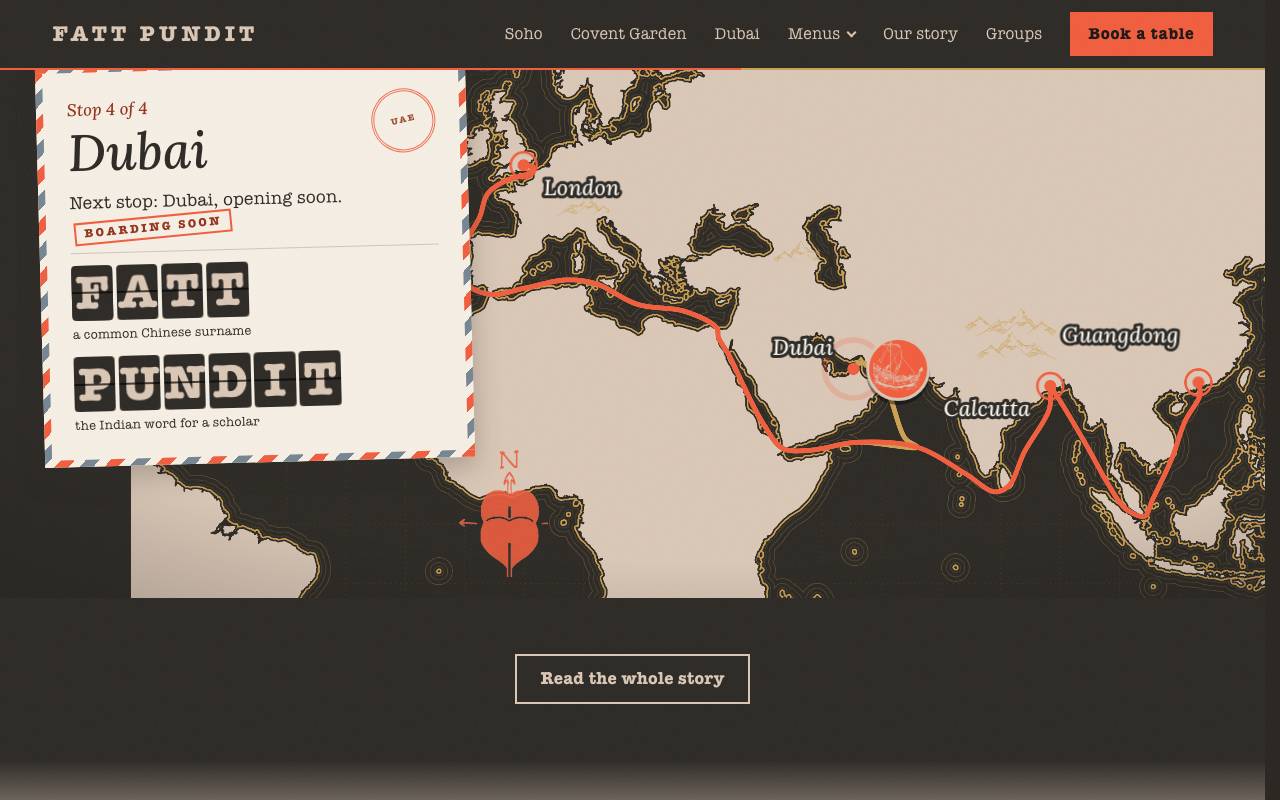 FATT PUNDIT
Soho
Covent Garden
Dubai
Menus
Our story
Groups
Book a table
Stop 4 of 4
UAE
Dubai
Next stop: Dubai, opening soon.
BOARDING SOON
FATT
a common Chinese surname
PUNDIT
the Indian word for a scholar
London
Dubai
Guangdong
Calcutta
N
Read the whole story